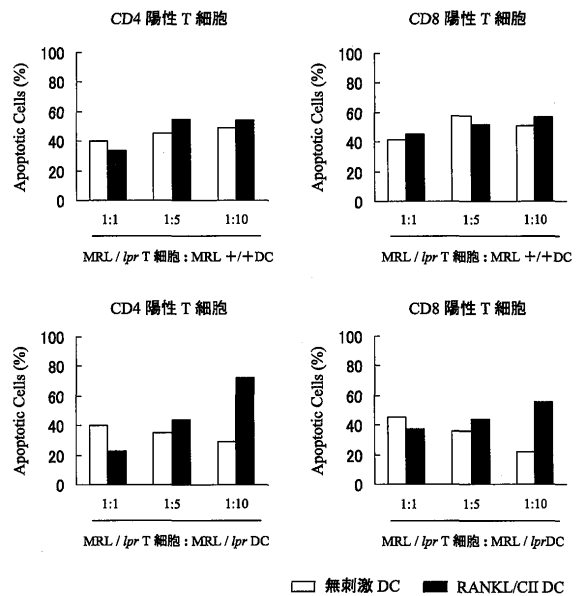 CD4 陽性 T 細胞
Apoptotic Cells (%)
100
80
60
40
20
0
1:1 1:5 1:10
MRL / lpr T 細胞 : MRL +/+DC
CD8 陽性 T 細胞
Apoptotic Cells (%)
100
80
60
40
20
0
1:1 1:5 1:10
MRL / lpr T 細胞 : MRL +/+DC
CD4 陽性 T 細胞
Apoptotic Cells (%)
100
80
60
40
20
0
1:1 1:5 1:10
MRL / lpr T 細胞 : MRL / lpr DC
CD8 陽性 T 細胞
Apoptotic Cells (%)
100
80
60
40
20
0
1:1 1:5 1:10
MRL / lpr T 細胞 : MRL / lprDC
無刺激 DC RANKL/CII DC